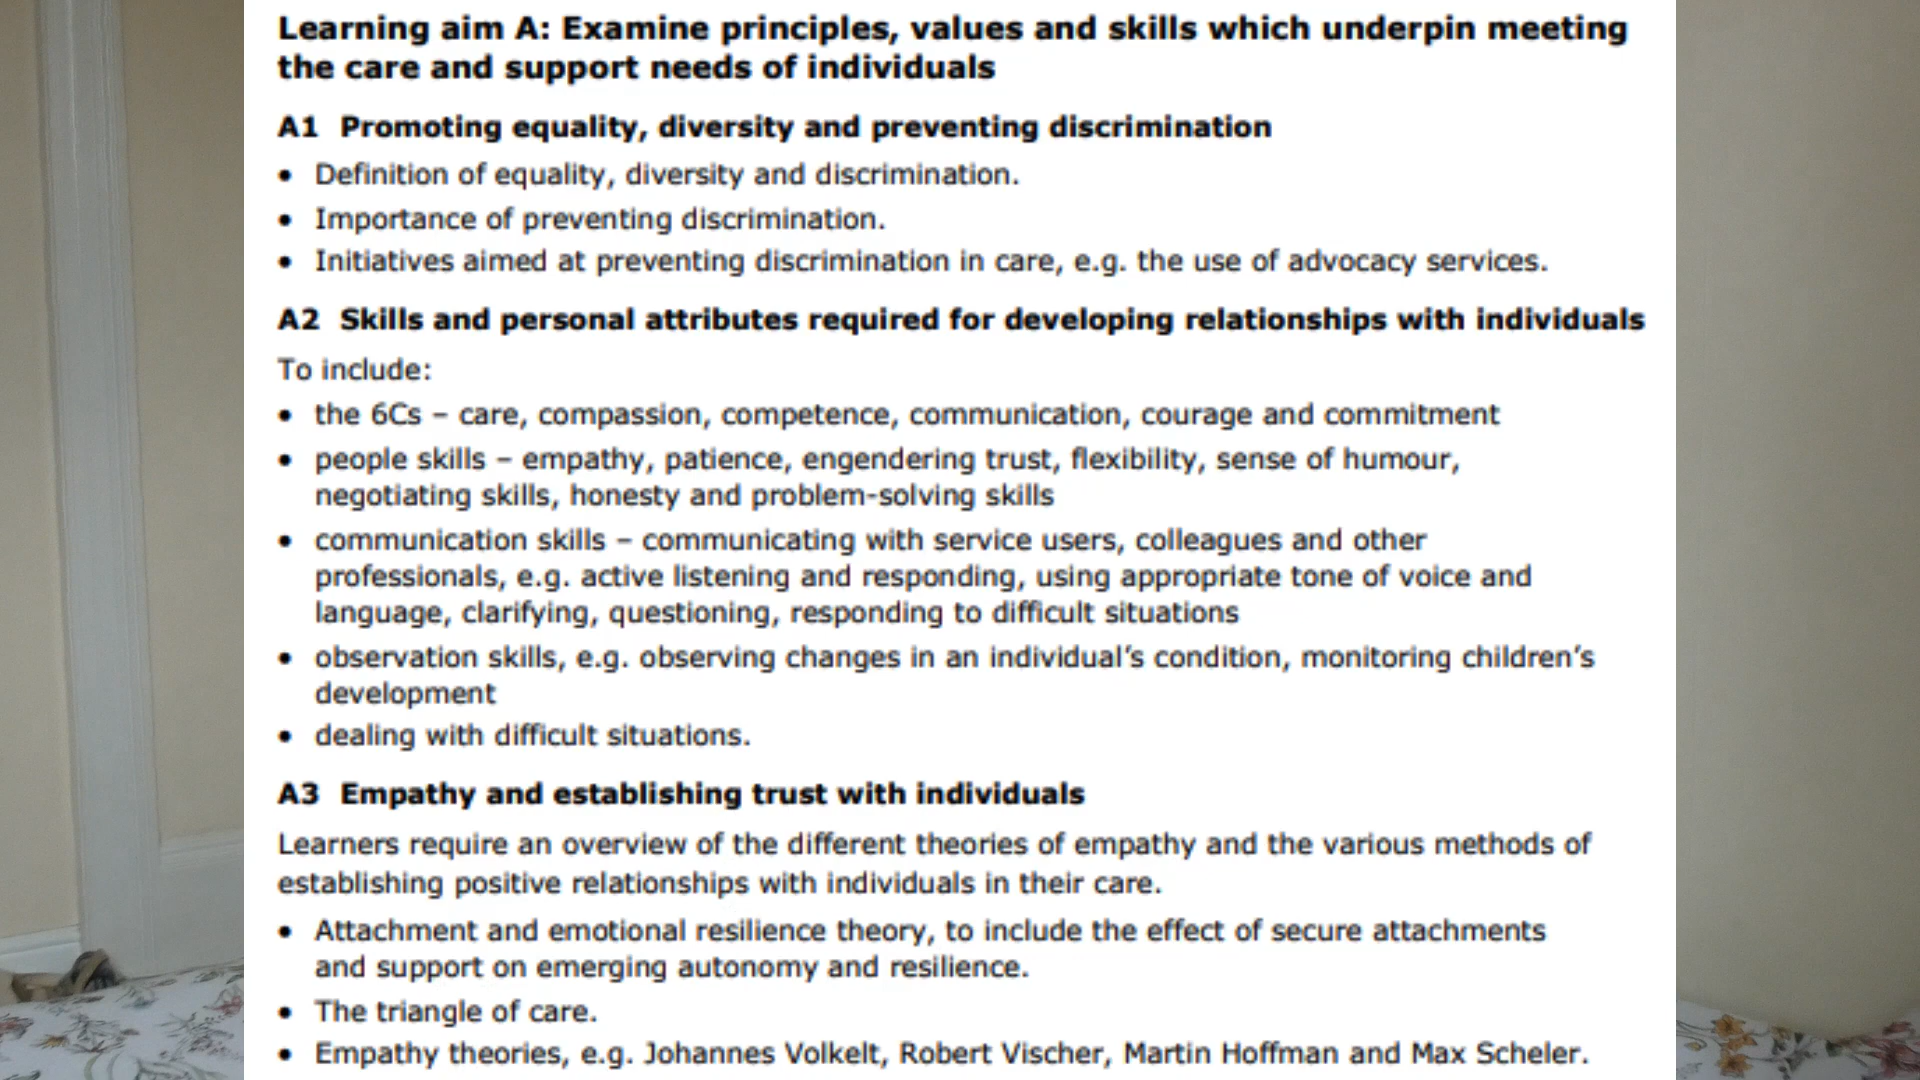 Learning aim A: Examine principles, values and skills which underpin meeting
the care and support needs of individuals
A1 Promoting equality, diversity and preventing discrimination
• Definition of equality, diversity and discrimination.
• Importance of preventing discrimination.
• Initiatives aimed at preventing discrimination in care, e.g. the use of advocacy services.
A2 Skills and personal attributes required for developing relationships with individuals
To include:
• the 6Cs – care, compassion, competence, communication, courage and commitment
• people skills – empathy, patience, engendering trust, flexibility, sense of humour,
negotiating skills, honesty and problem-solving skills
• communication skills – communicating with service users, colleagues and other
professionals, e.g. active listening and responding, using appropriate tone of voice and
language, clarifying, questioning, responding to difficult situations
• observation skills, e.g. observing changes in an individual’s condition, monitoring children’s
development
• dealing with difficult situations.
A3 Empathy and establishing trust with individuals
Learners require an overview of the different theories of empathy and the various methods of
establishing positive relationships with individuals in their care.
• Attachment and emotional resilience theory, to include the effect of secure attachments
and support on emerging autonomy and resilience.
• The triangle of care.
• Empathy theories, e.g. Johannes Volkelt, Robert Vischer, Martin Hoffman and Max Scheler.